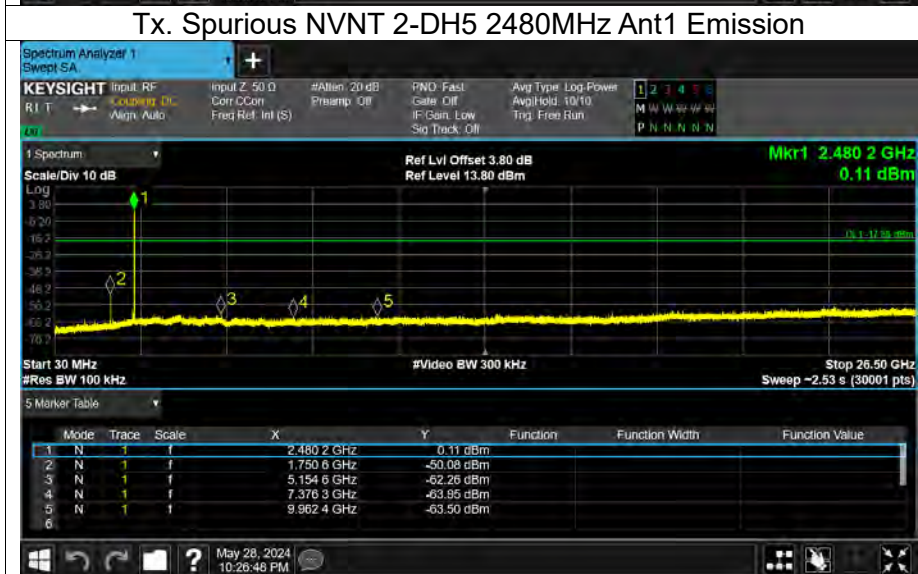 Tx. Spurious NVNT 2-DH5 2480MHz Ant1 Emission
Spectrum Analyzer 1
Swept SA
+
KEYSIGHT Input: RF Input Z: 50 Ω #Atten: 20 dB PNO: Fast Avg Type: Log-Power 1 2 3 4 5 6
RLT Coupling: DC Corr CCorr Preamp: Off Gate: Off Avg|Hold: 10/10 M W W W W W
Align: Auto Freq Ref: Int (S) IF Gain: Low Trig: Free Run
Sig Track: Off P N N N N N
1 Spectrum
Ref Lvl Offset 3.80 dB Mkr1 2.480 2 GHz
Scale/Div 10 dB Ref Level 13.80 dBm 0.11 dBm
Log
3.80
-6.20
-16.2
-26.2
-36.2
-46.2
-56.2
-66.2
-76.2
1
2
3
4
5
Start 30 MHz #Video BW 300 kHz Stop 26.50 GHz
#Res BW 100 kHz Sweep ~2.53 s (30001 pts)
5 Marker Table
Mode Trace Scale X Y Function Function Width Function Value
1 N 1 f 2.480 2 GHz 0.11 dBm
2 N 1 f 1.750 6 GHz -50.08 dBm
3 N 1 f 5.154 6 GHz -62.26 dBm
4 N 1 f 7.376 3 GHz -63.95 dBm
5 N 1 f 9.962 4 GHz -63.50 dBm
6
? May 28, 2024
10:26:48 PM